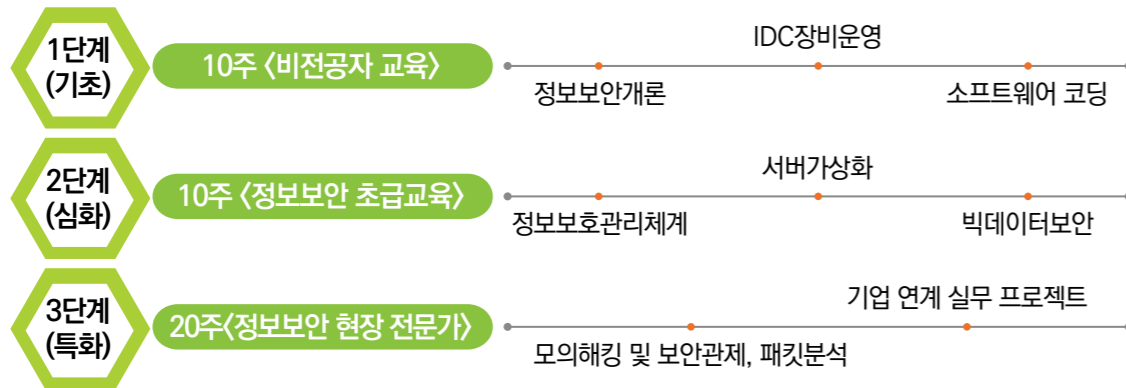 1단계
(기초)
10주 〈비전공자 교육〉
IDC장비운영
정보보안개론
소프트웨어 코딩
2단계
(심화)
10주 〈정보보안 초급교육〉
서버가상화
정보보호관리체계
빅데이터보안
3단계
(특화)
20주〈정보보안 현장 전문가〉
기업 연계 실무 프로젝트
모의해킹 및 보안관제, 패킷분석